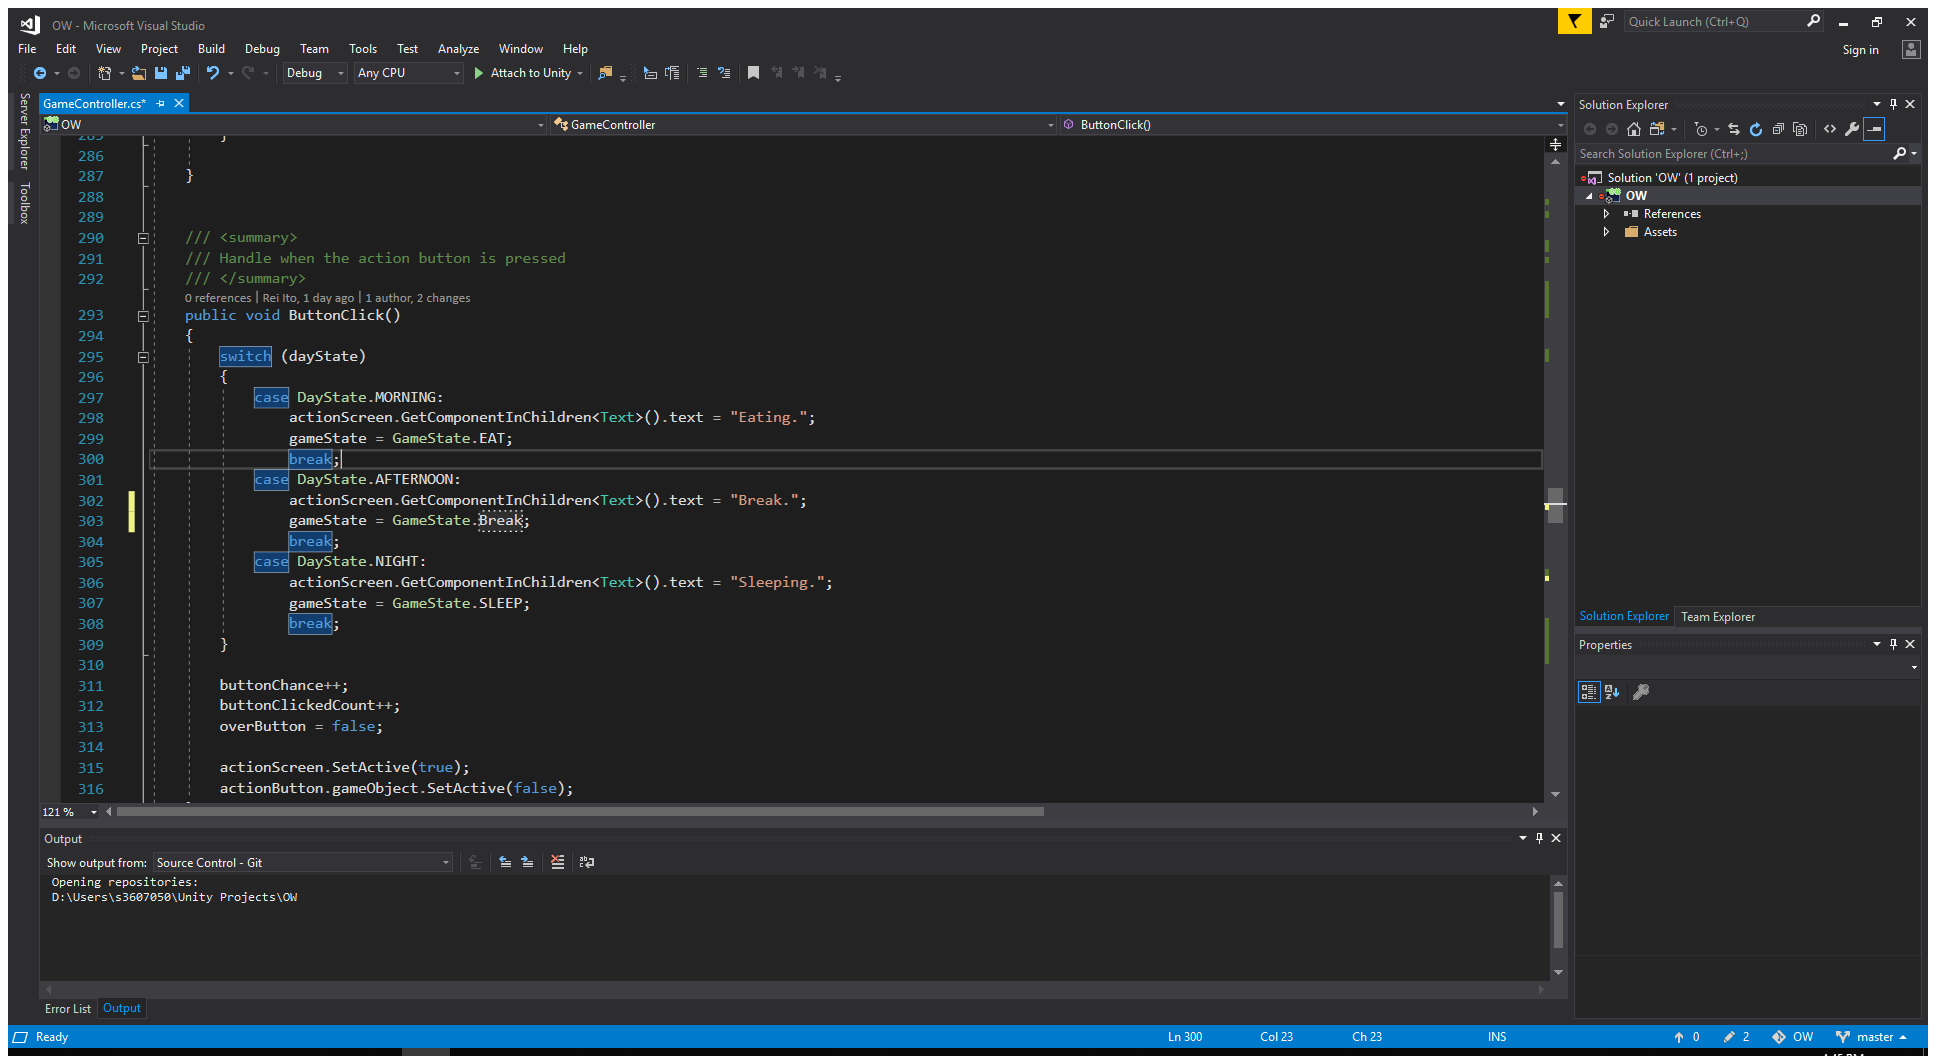 OW - Microsoft Visual Studio
Quick Launch (Ctrl+Q)
File Edit View Project Build Debug Team Tools Test Analyze Window Help
Sign in
Debug Any CPU Attach to Unity
Server Explorer
Toolbox
GameController.cs*
OW GameController ButtonClick()
285 }
286
287 }
288
289
290 /// <summary>
291 /// Handle when the action button is pressed
292 /// </summary>
0 references | Rei Ito, 1 day ago | 1 author, 2 changes
293 public void ButtonClick()
294 {
295 switch (dayState)
296 {
297 case DayState.MORNING:
298 actionScreen.GetComponentInChildren<Text>().text = "Eating.";
299 gameState = GameState.EAT;
300 break;
301 case DayState.AFTERNOON:
302 actionScreen.GetComponentInChildren<Text>().text = "Break.";
303 gameState = GameState.Break;
304 break;
305 case DayState.NIGHT:
306 actionScreen.GetComponentInChildren<Text>().text = "Sleeping.";
307 gameState = GameState.SLEEP;
308 break;
309 }
310
311 buttonChance++;
312 buttonClickedCount++;
313 overButton = false;
314
315 actionScreen.SetActive(true);
316 actionButton.gameObject.SetActive(false);
121 %
Output
Show output from: Source Control - Git
Opening repositories:
D:\Users\s3607050\Unity Projects\OW
Error List Output
Solution Explorer
Search Solution Explorer (Ctrl+;)
Solution 'OW' (1 project)
OW
References
Assets
Solution Explorer Team Explorer
Properties
Ready Ln 300 Col 23 Ch 23 INS 0 2 OW master